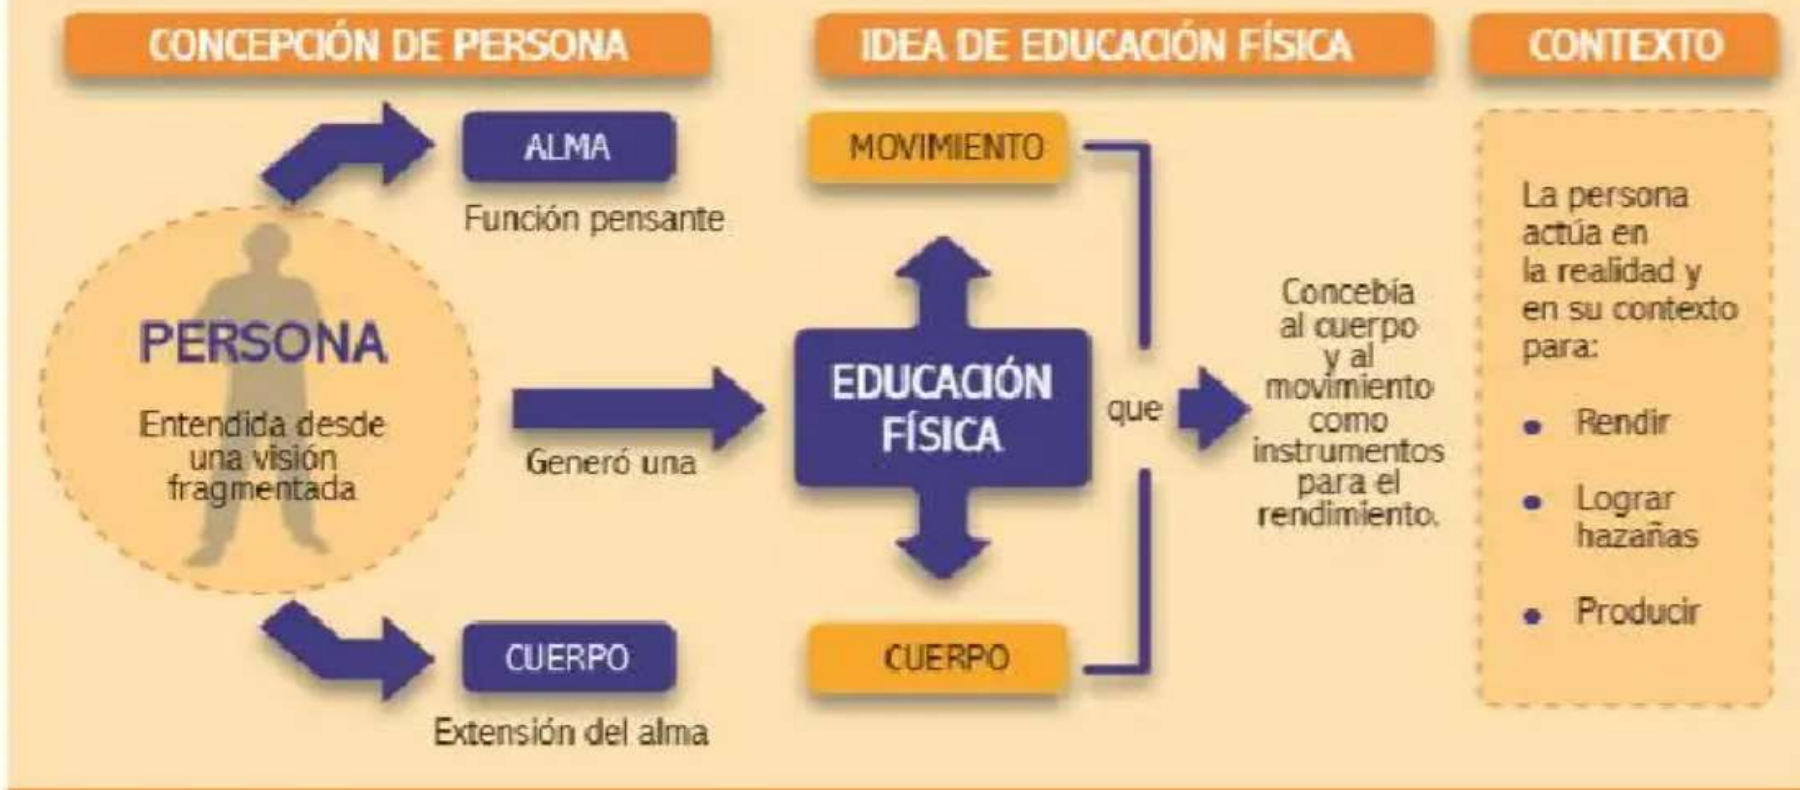 CONCEPCIÓN DE PERSONA
IDEA DE EDUCACIÓN FÍSICA
CONTEXTO
ALMA
Función pensante
PERSONA
Entendida desde
una visión
fragmentada
Generó una
CUERPO
Extensión del alma
MOVIMIENTO
EDUCACIÓN
FÍSICA
CUERPO
que
Concebía
al cuerpo
y al
movimiento
como
instrumentos
para el
rendimiento.
La persona
actúa en
la realidad y
en su contexto
para:
• Rendir
• Lograr
hazañas
• Producir